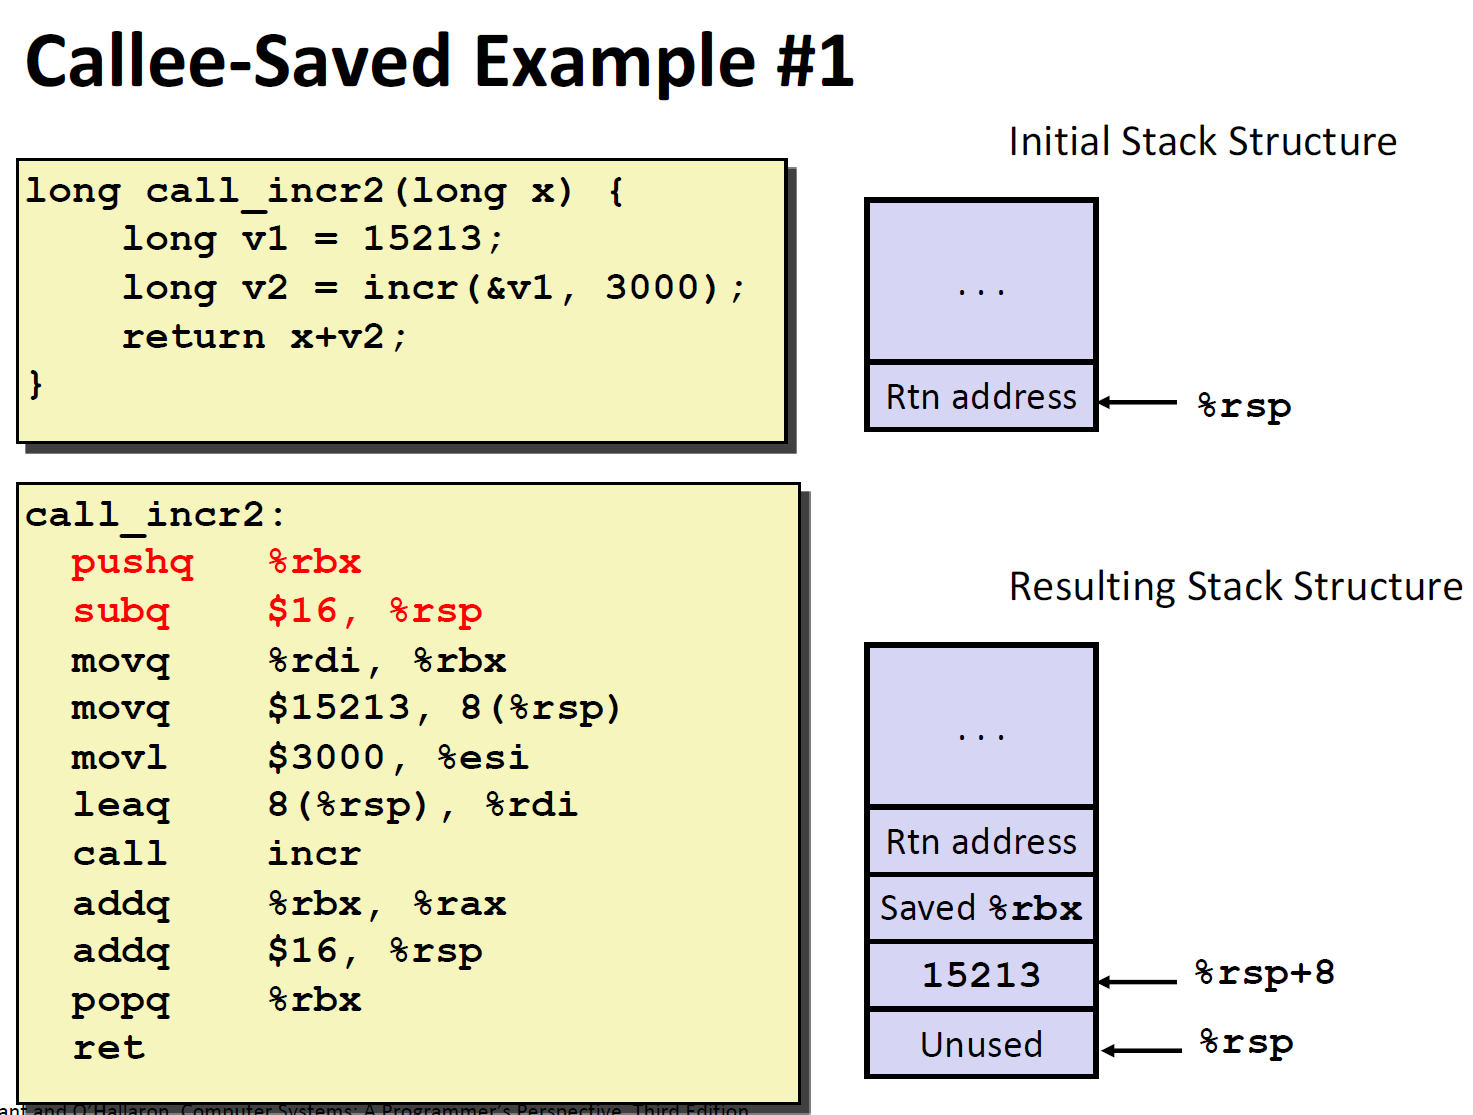 Callee-Saved Example #1
Initial Stack Structure
long call_incr2(long x) {
    long v1 = 15213;
    long v2 = incr(&v1, 3000);
    return x+v2;
}
. . .
Rtn address
%rsp
call_incr2:
  pushq   %rbx
  subq    $16, %rsp
  movq    %rdi, %rbx
  movq    $15213, 8(%rsp)
  movl    $3000, %esi
  leaq    8(%rsp), %rdi
  call    incr
  addq    %rbx, %rax
  addq    $16, %rsp
  popq    %rbx
  ret
Resulting Stack Structure
. . .
Rtn address
Saved %rbx
15213
%rsp+8
Unused
%rsp
and O'Hallaron, Computer Systems: A Programmer's Perspective, Third Edition